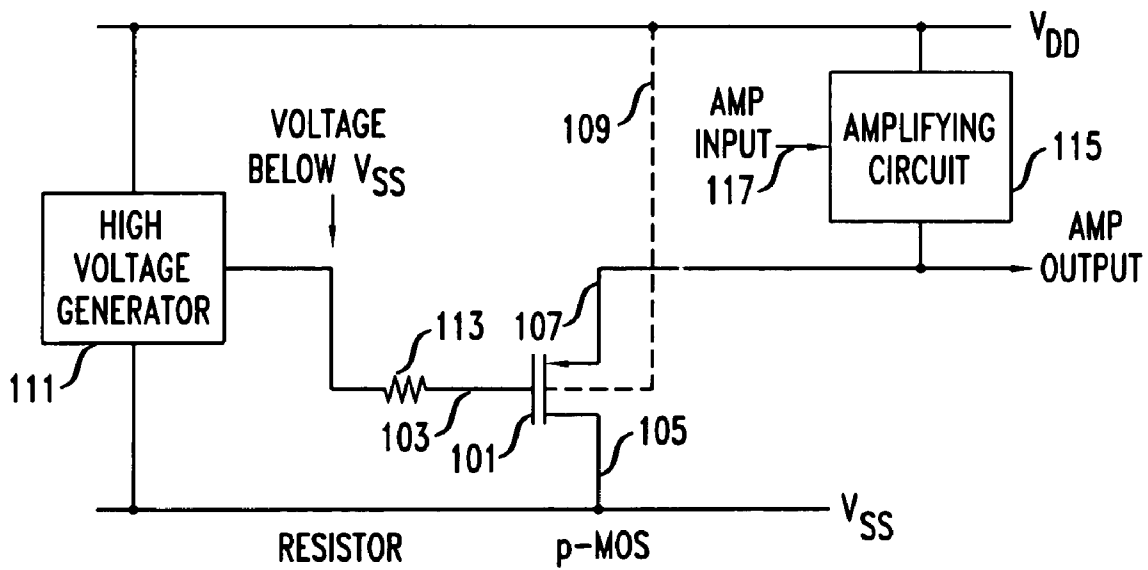 V_DD
VOLTAGE
BELOW V_SS
109
AMP
INPUT
117
AMPLIFYING
CIRCUIT
115
HIGH
VOLTAGE
GENERATOR
111
AMP
OUTPUT
107
113
103
101
105
V_SS
RESISTOR
p-MOS